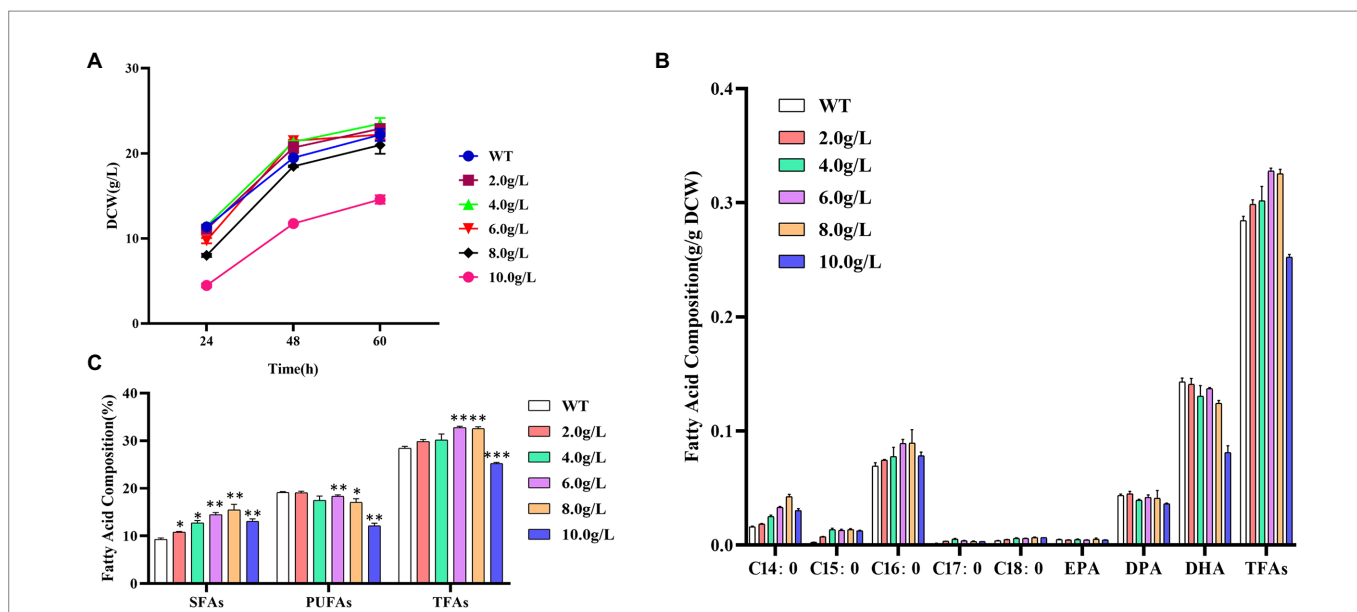 A
30
20
10
0
DCW(g/L)
24
48
60
Time(h)
WT
2.0g/L
4.0g/L
6.0g/L
8.0g/L
10.0g/L
B
0.4
0.3
0.2
0.1
0.0
Fatty Acid Composition(g/g DCW)
WT
2.0g/L
4.0g/L
6.0g/L
8.0g/L
10.0g/L
C14: 0
C15: 0
C16: 0
C17: 0
C18: 0
EPA
DPA
DHA
TFAs
C
40
30
20
10
0
Fatty Acid Composition(%)
*
*
**
**
**
**
*
**
**
**
***
SFAs
PUFAs
TFAs
WT
2.0g/L
4.0g/L
6.0g/L
8.0g/L
10.0g/L